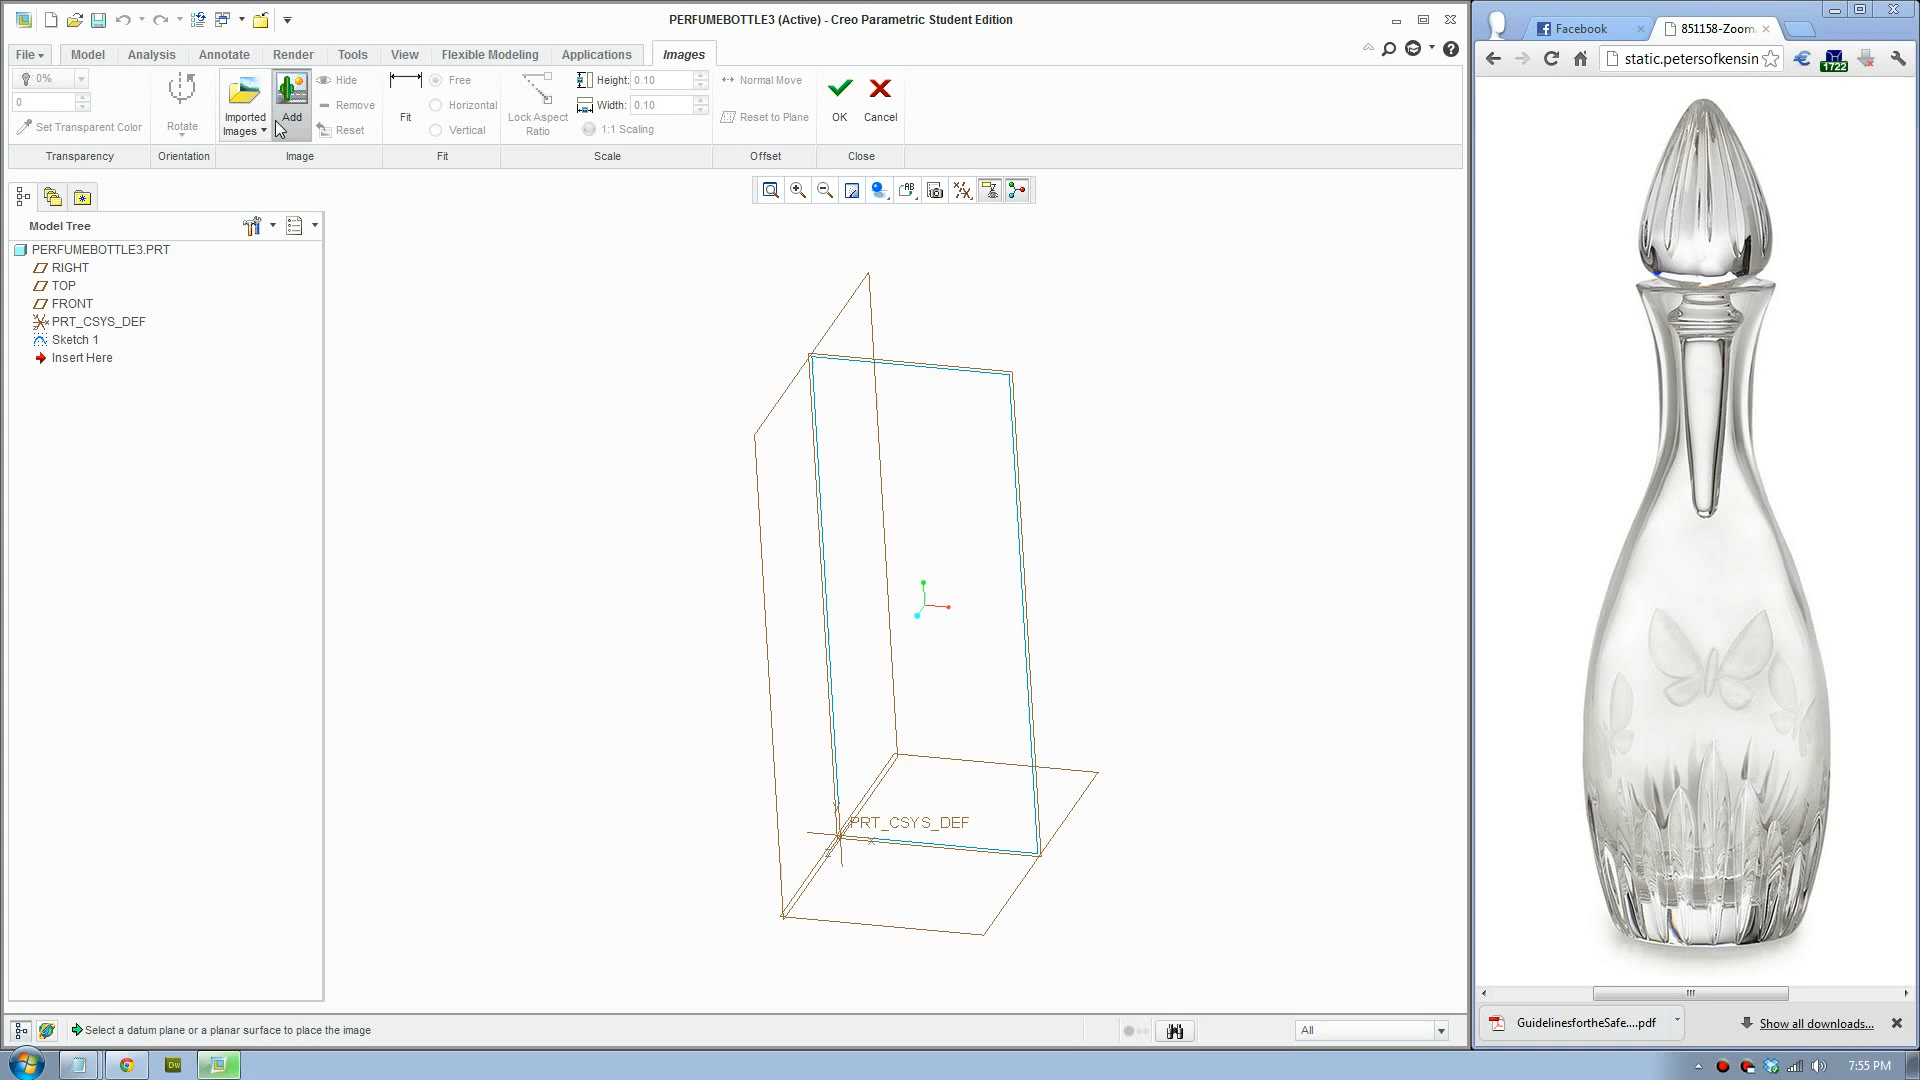 PERFUMEBOTTLE3 (Active) - Creo Parametric Student Edition
File Model Analysis Annotate Render Tools View Flexible Modeling Applications Images
0%
0
Set Transparent Color
Transparency
Rotate
Orientation
Imported Images
Add
Hide
Remove
Reset
Image
Fit
Free
Horizontal
Vertical
Fit
Lock Aspect Ratio
Height: 0.10
Width: 0.10
1:1 Scaling
Scale
Normal Move
Reset to Plane
Offset
OK
Cancel
Close
Model Tree
PERFUMEBOTTLE3.PRT
RIGHT
TOP
FRONT
PRT_CSYS_DEF
Sketch 1
Insert Here
PRT_CSYS_DEF
X
Select a datum plane or a planar surface to place the image
All
Facebook
851158-Zoom.
static.petersofkensin
1722
GuidelinesfortheSafe....pdf
Show all downloads...
Dw
7:55 PM